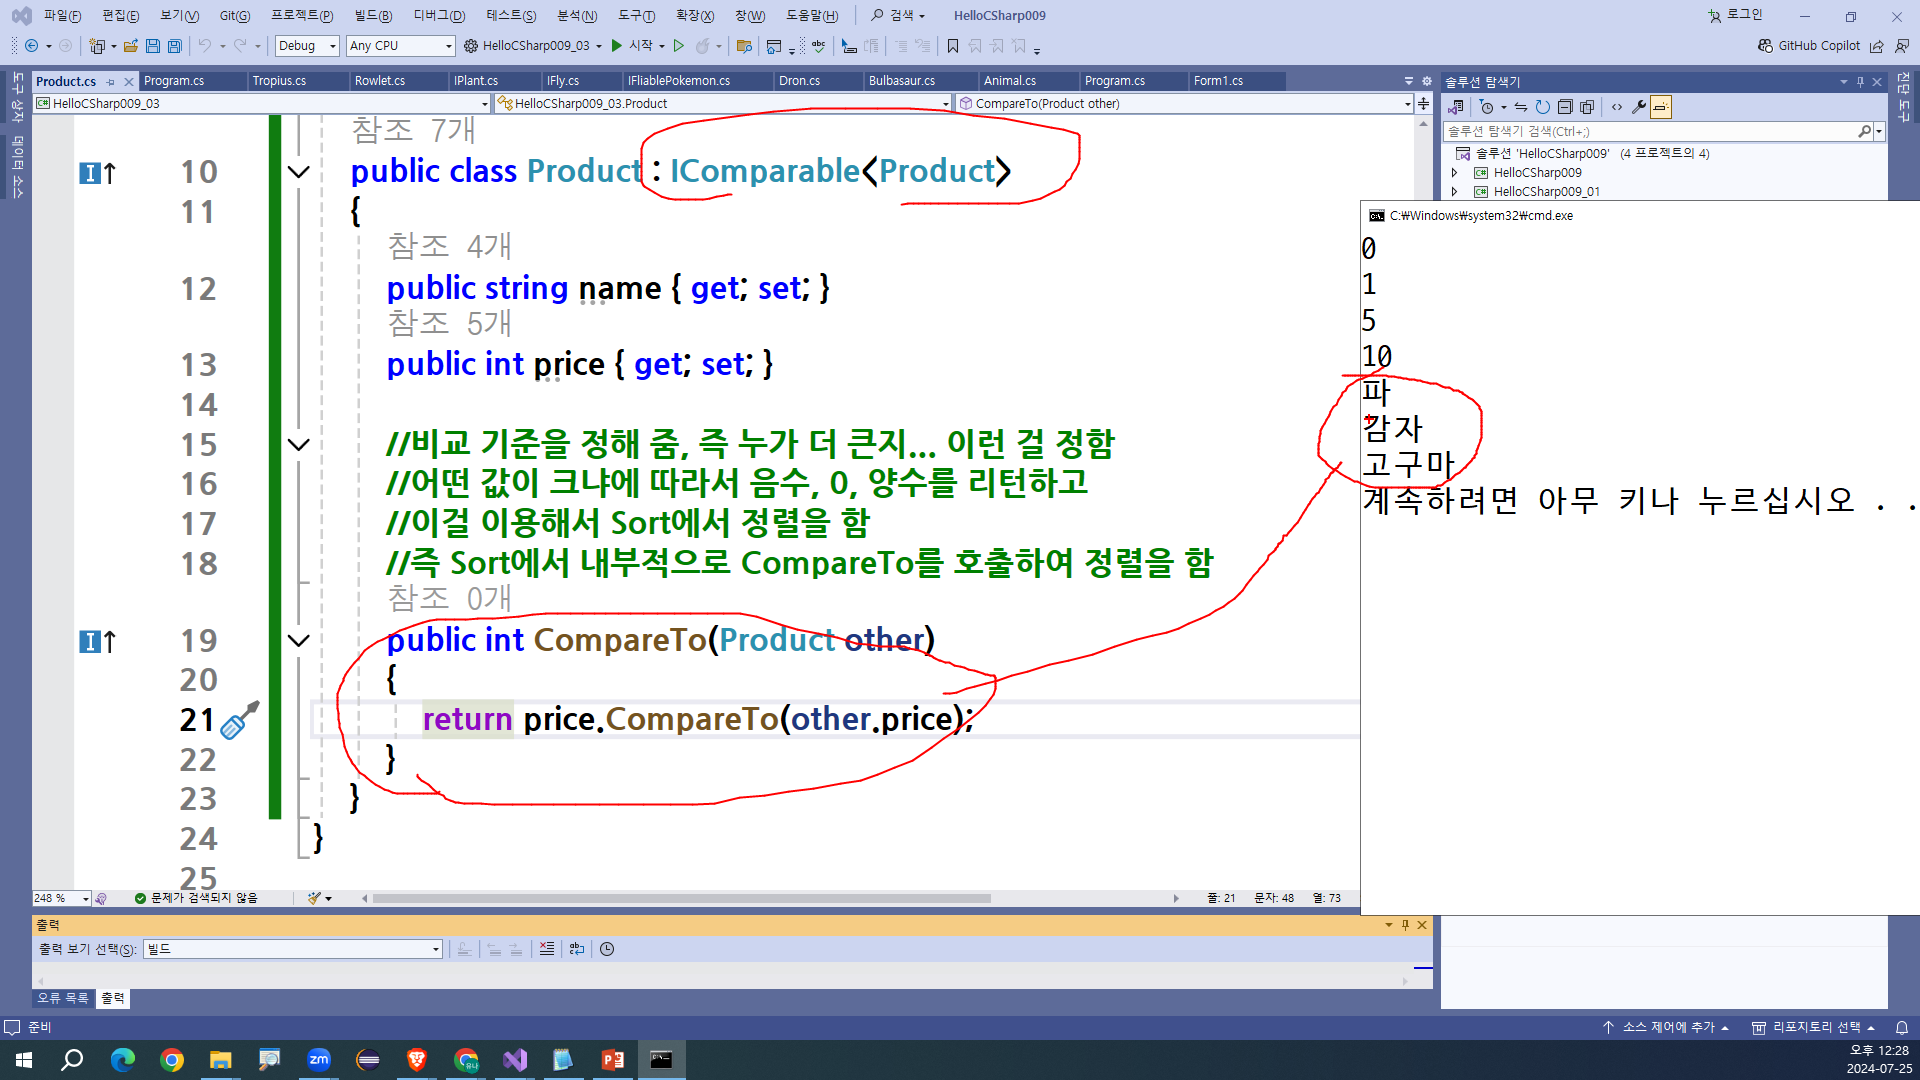 파일(F) 편집(E) 보기(V) Git(G) 프로젝트(P) 빌드(B) 디버그(D) 테스트(S) 분석(N) 도구(T) 확장(X) 창(W) 도움말(H) 검색 HelloCSharp009 로그인
Debug Any CPU HelloCSharp009_03 시작 GitHub Copilot
도구 상자
데이터 소스
진단 도구
Product.cs Program.cs Tropius.cs Rowlet.cs IPlant.cs IFly.cs IFliablePokemon.cs Dron.cs Bulbasaur.cs Animal.cs Program.cs Form1.cs
HelloCSharp009_03 HelloCSharp009_03.Product CompareTo(Product other)
참조 7개
10 public class Product : IComparable<Product>
11 {
참조 4개
12 public string name { get; set; }
참조 5개
13 public int price { get; set; }
14
15 //비교 기준을 정해 줌, 즉 누가 더 큰지... 이런 걸 정함
16 //어떤 값이 크냐에 따라서 음수, 0, 양수를 리턴하고
17 //이걸 이용해서 Sort에서 정렬을 함
18 //즉 Sort에서 내부적으로 CompareTo를 호출하여 정렬을 함
참조 0개
19 public int CompareTo(Product other)
20 {
21 return price.CompareTo(other.price);
22 }
23 }
24 }
25
248 % 문제가 검색되지 않음 줄: 21 문자: 48 열: 73
솔루션 탐색기
솔루션 탐색기 검색(Ctrl+;)
솔루션 'HelloCSharp009' (4 프로젝트의 4)
HelloCSharp009
HelloCSharp009_01
C:₩Windows₩system32₩cmd.exe
0
1
5
10
파
감자
고구마
계속하려면 아무 키나 누르십시오 . .
출력
출력 보기 선택(S): 빌드
오류 목록 출력
준비 소스 제어에 추가 리포지토리 선택
zm
유나
오후 12:28
2024-07-25